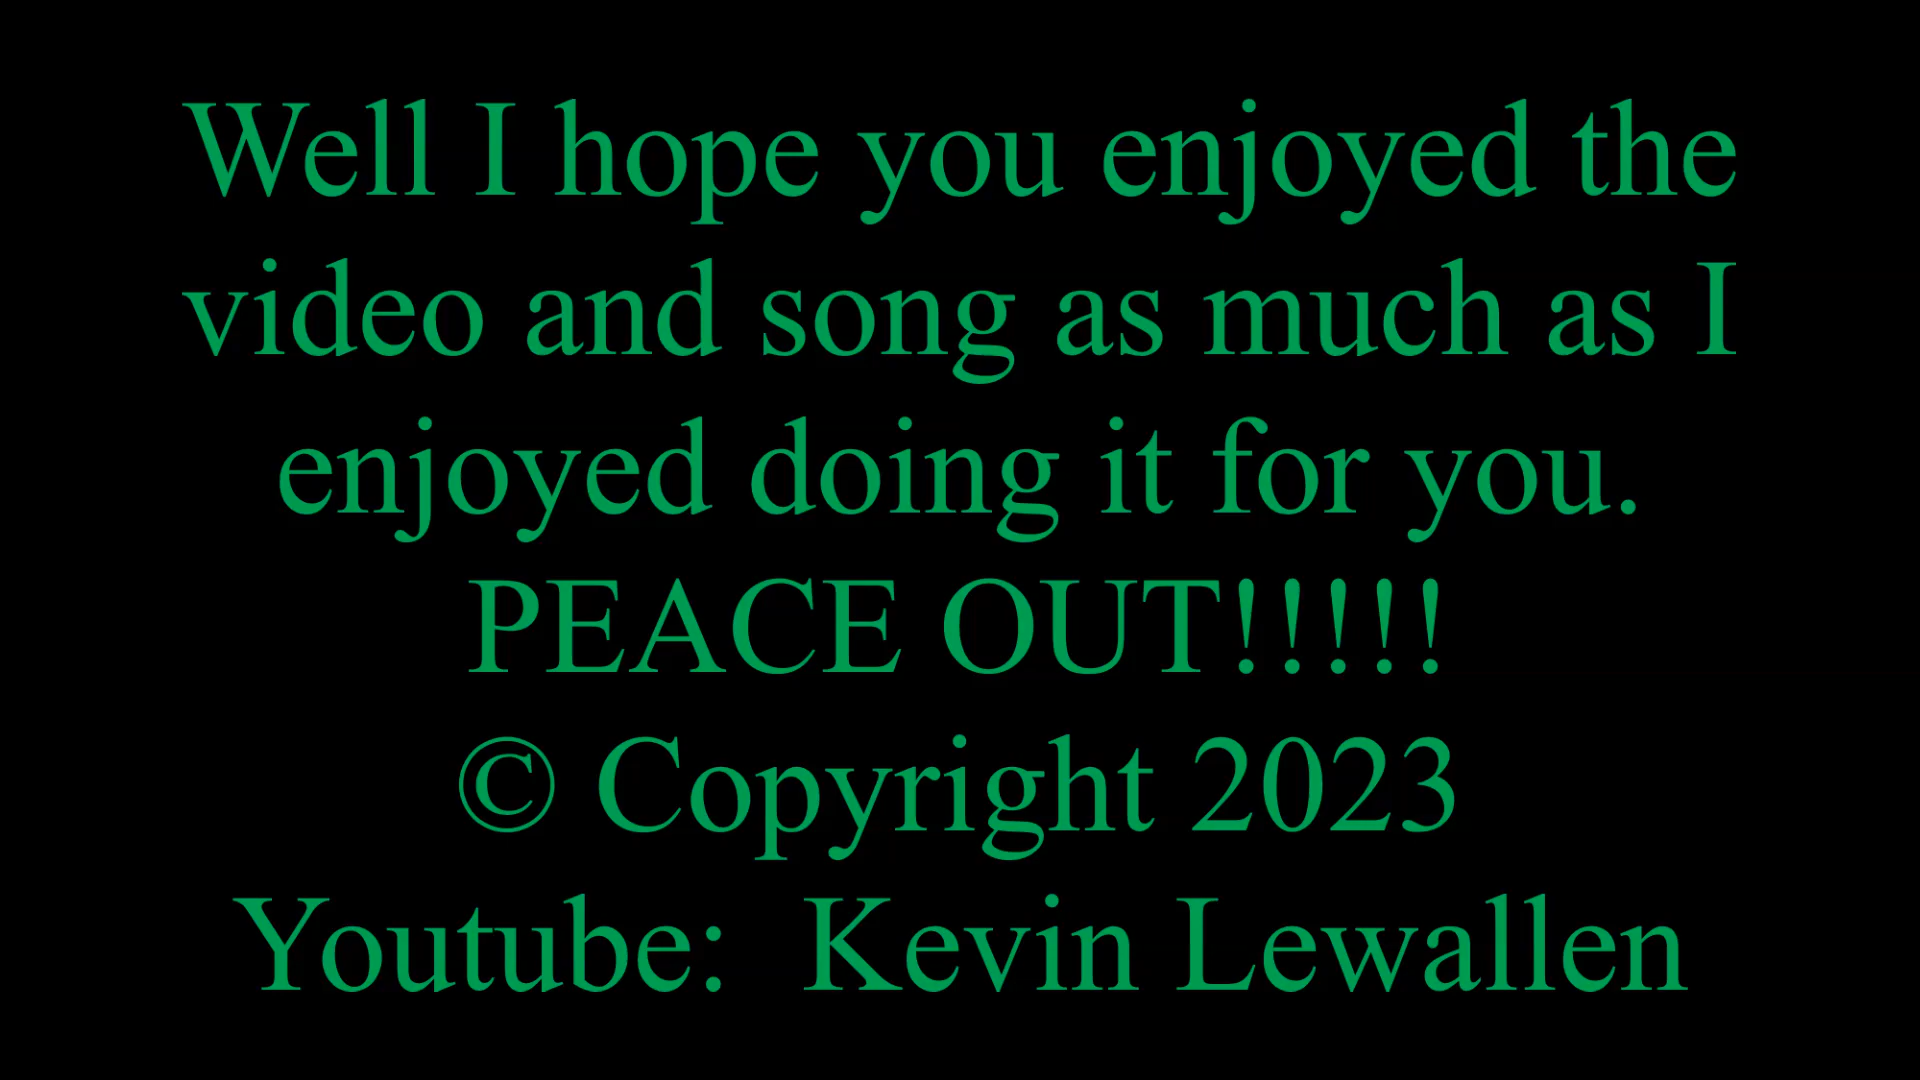 Well I hope you enjoyed the
video and song as much as I
enjoyed doing it for you.
PEACE OUT!!!!!
© Copyright 2023
Youtube:  Kevin Lewallen